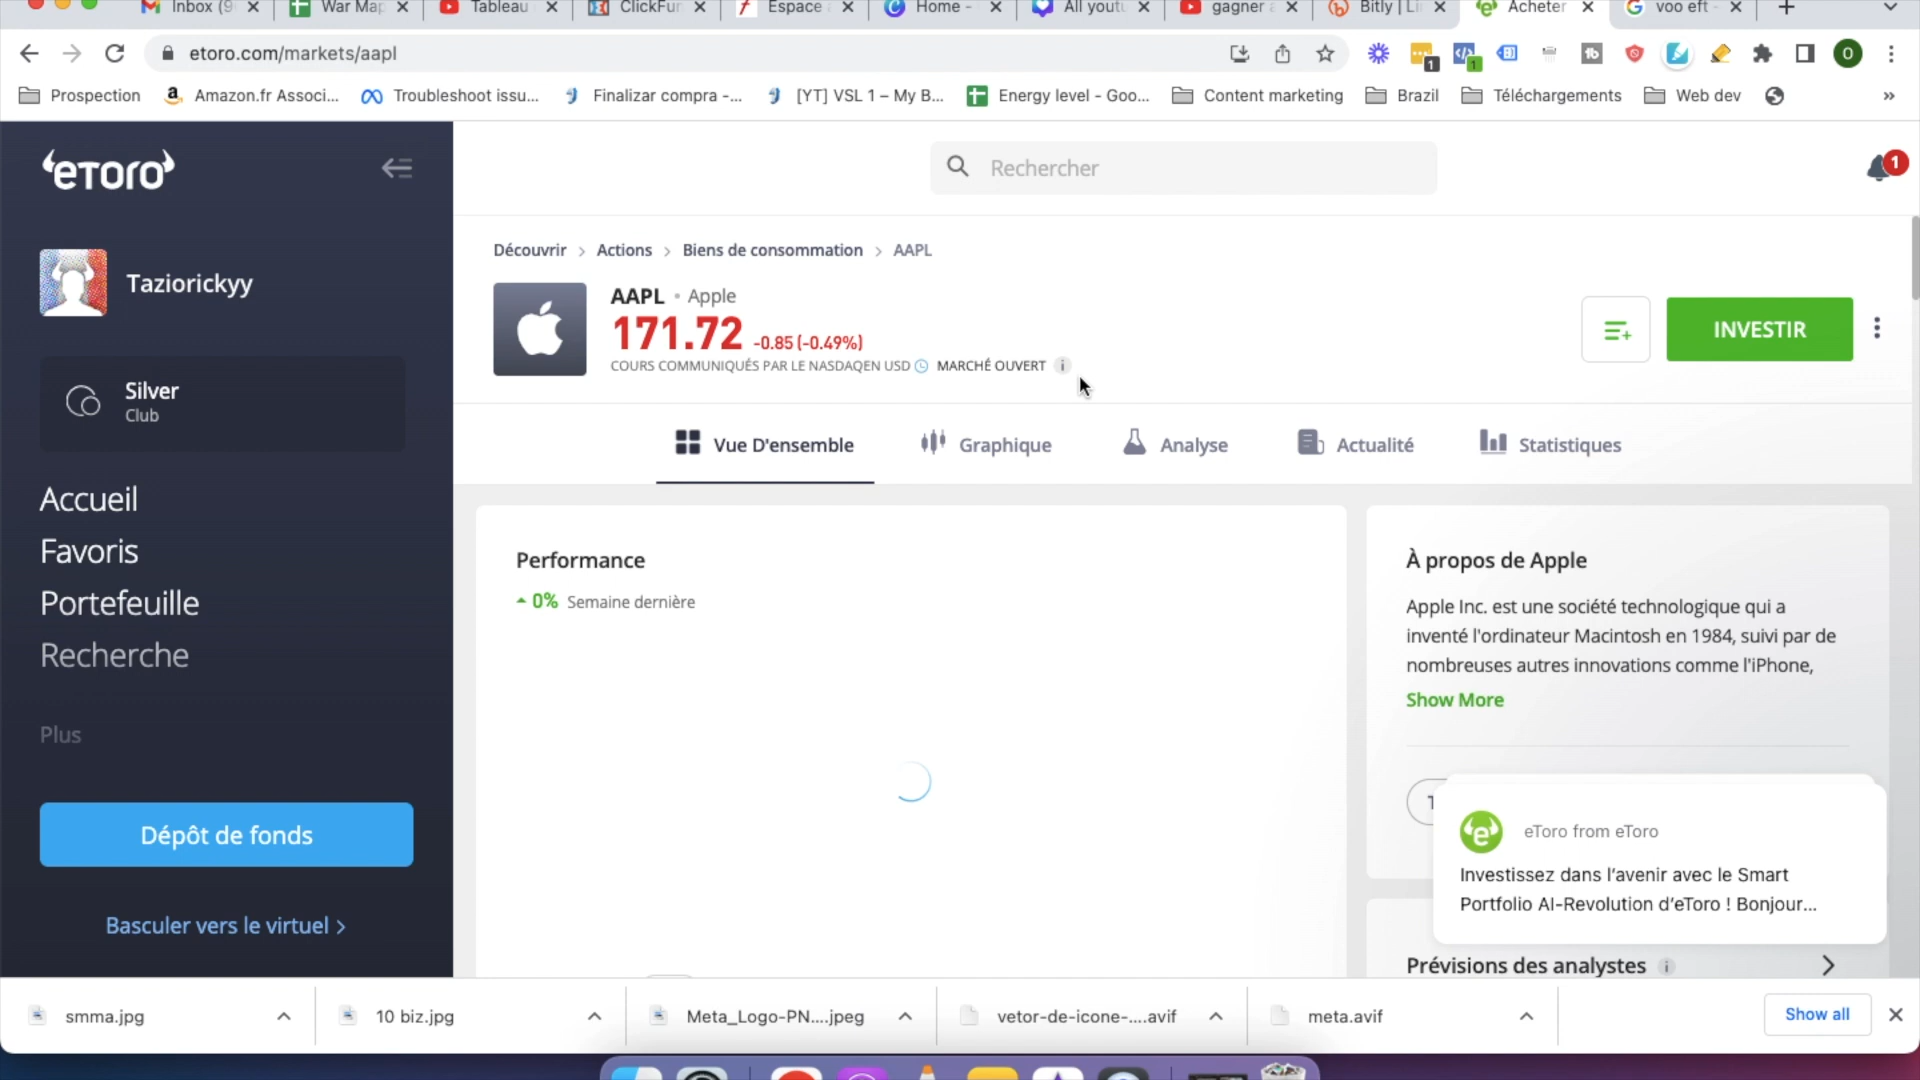 Inbox (9
War Map
Tableau
ClickFun
Espace
Home -
All yout
gagner a
Bitly | Li
Acheter
voo eft -
etoro.com/markets/aapl
1
1
O
Prospection
Amazon.fr Associ...
Troubleshoot issu...
Finalizar compra -...
[YT] VSL 1 – My B...
Energy level - Goo...
Content marketing
Brazil
Téléchargements
Web dev
»
eToro
Rechercher
1
Taziorickyy
Silver
Club
Accueil
Favoris
Portefeuille
Recherche
Plus
Dépôt de fonds
Basculer vers le virtuel >
Découvrir > Actions > Biens de consommation > AAPL
AAPL • Apple
171.72 -0.85 (-0.49%)
COURS COMMUNIQUÉS PAR LE NASDAQEN USD MARCHÉ OUVERT i
INVESTIR
Vue D'ensemble
Graphique
Analyse
Actualité
Statistiques
Performance
0% Semaine dernière
À propos de Apple
Apple Inc. est une société technologique qui a
inventé l'ordinateur Macintosh en 1984, suivi par de
nombreuses autres innovations comme l'iPhone,
Show More
eToro from eToro
Investissez dans l'avenir avec le Smart
Portfolio AI-Revolution d'eToro ! Bonjour...
Prévisions des analystes i
smma.jpg
10 biz.jpg
Meta_Logo-PN....jpeg
vetor-de-icone-....avif
meta.avif
Show all